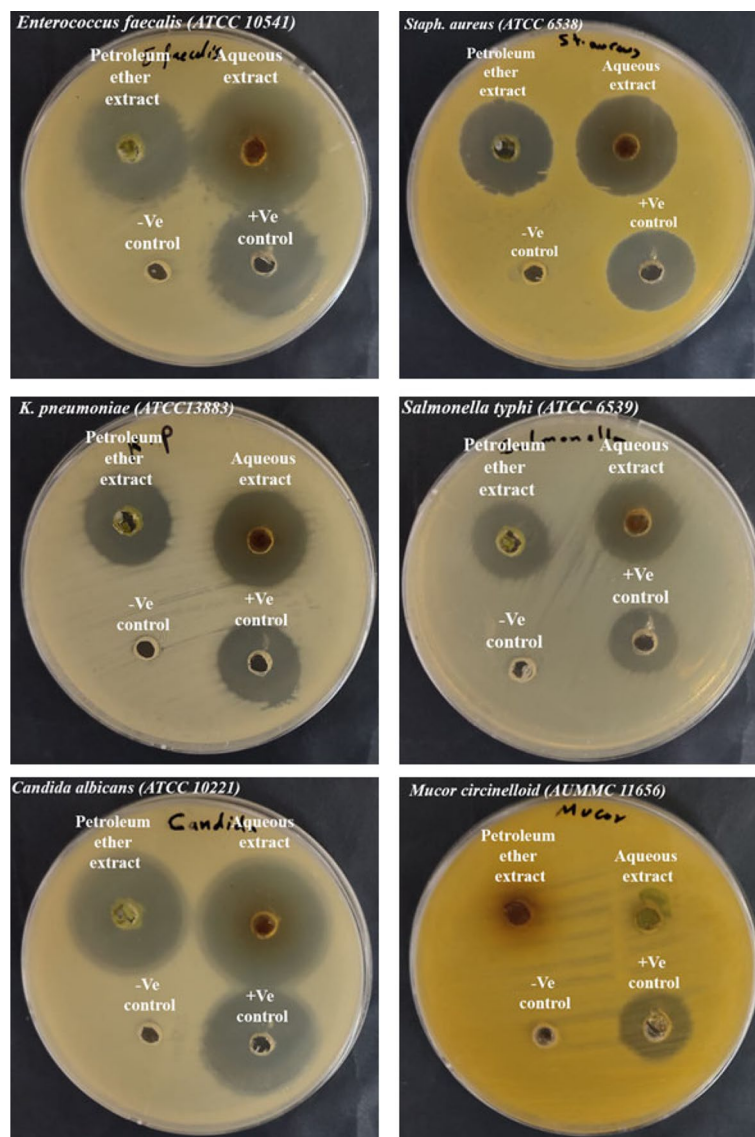 Enterococcus faecalis (ATCC 10541)
E faecalis
Petroleum
ether
extract
Aqueous
extract
-Ve
control
+Ve
control
Staph. aureus (ATCC 6538)
St. aureus
Petroleum
ether
extract
Aqueous
extract
-Ve
control
+Ve
control
K. pneumoniae (ATCC13883)
P
Petroleum
ether
extract
Aqueous
extract
-Ve
control
+Ve
control
Salmonella typhi (ATCC 6539)
Salmonella
Petroleum
ether
extract
Aqueous
extract
-Ve
control
+Ve
control
Candida albicans (ATCC 10221)
Candida
Petroleum
ether
extract
Aqueous
extract
-Ve
control
+Ve
control
Mucor circinelloid (AUMMC 11656)
Mucor
Petroleum
ether
extract
Aqueous
extract
-Ve
control
+Ve
control